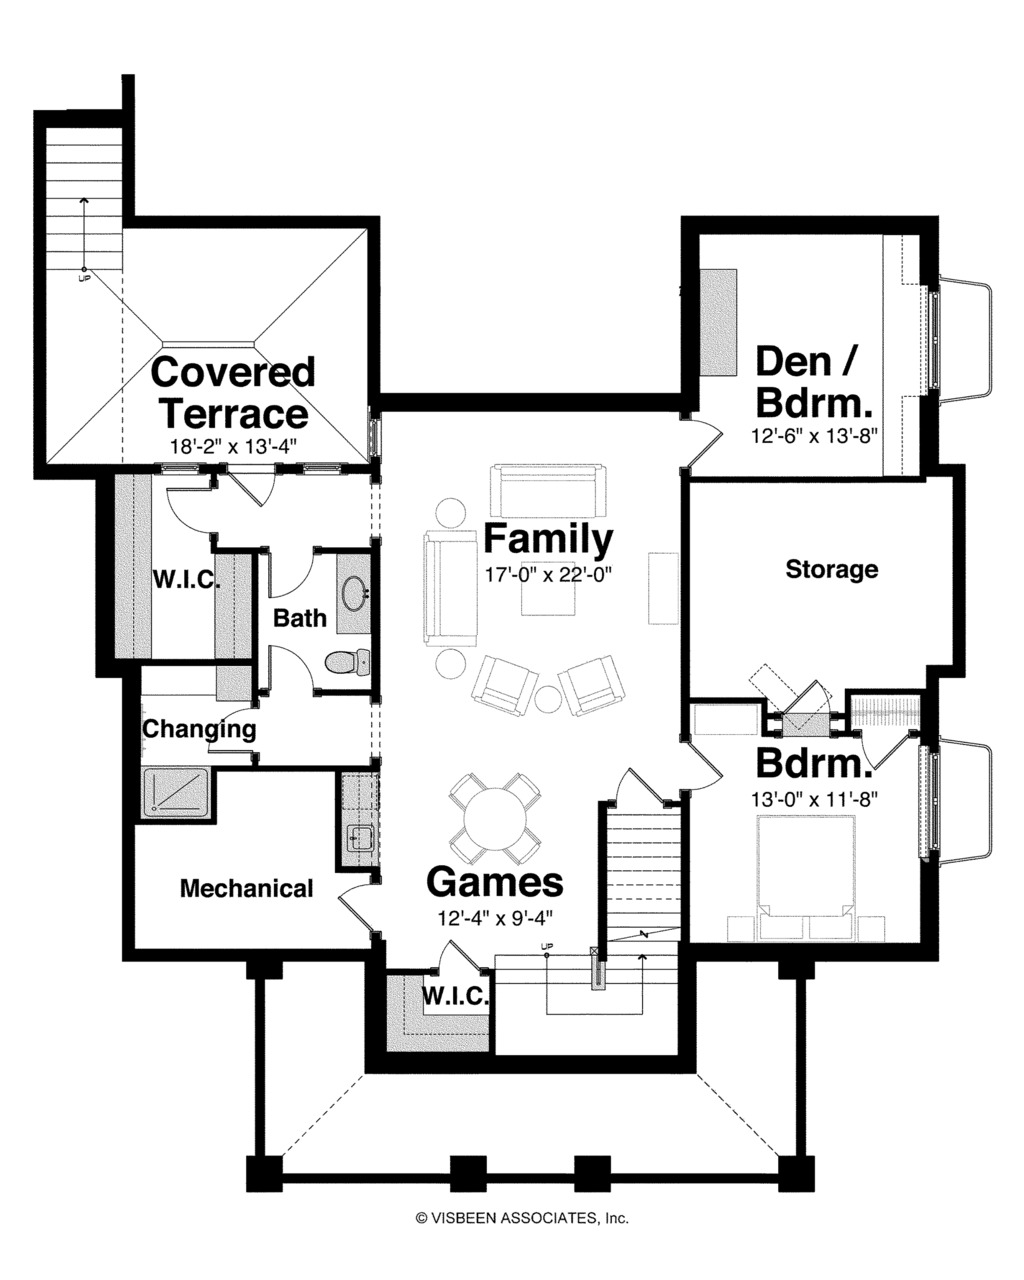 UP
Covered
Terrace
18'-2" x 13'-4"
Den /
Bdrm.
12'-6" x 13'-8"
Family
17'-0" x 22'-0"
Storage
W.I.C.
Bath
Changing
Bdrm.
13'-0" x 11'-8"
Mechanical
Games
12'-4" x 9'-4"
UP
W.I.C.
© VISBEEN ASSOCIATES, Inc.